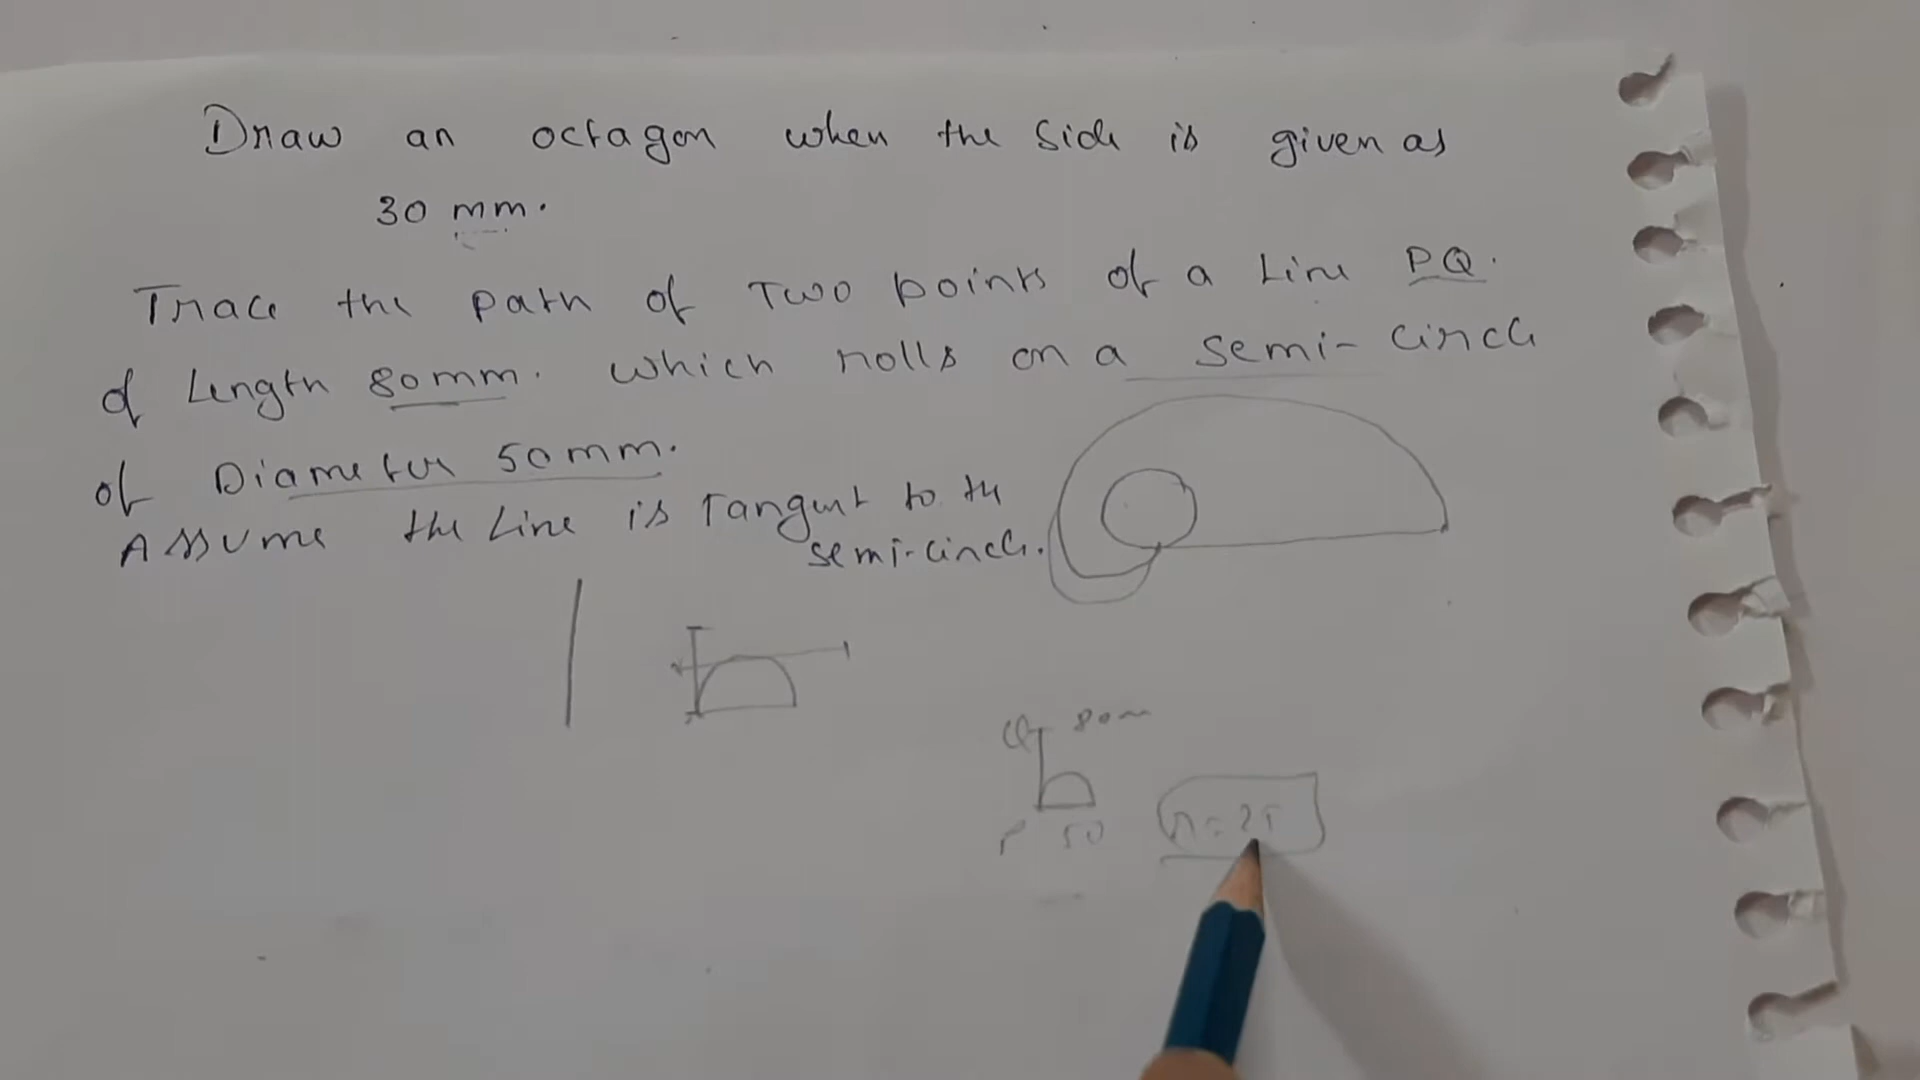 Draw an octagon when the Side is given as
30 mm.
Trace the path of Two points of a Line PQ.
of Length 80mm. which rolls on a semi-circle
of Diameter 50mm.
Assume the Line is Tangent to the
semi-circle.
Q 80m
P 50
r=25